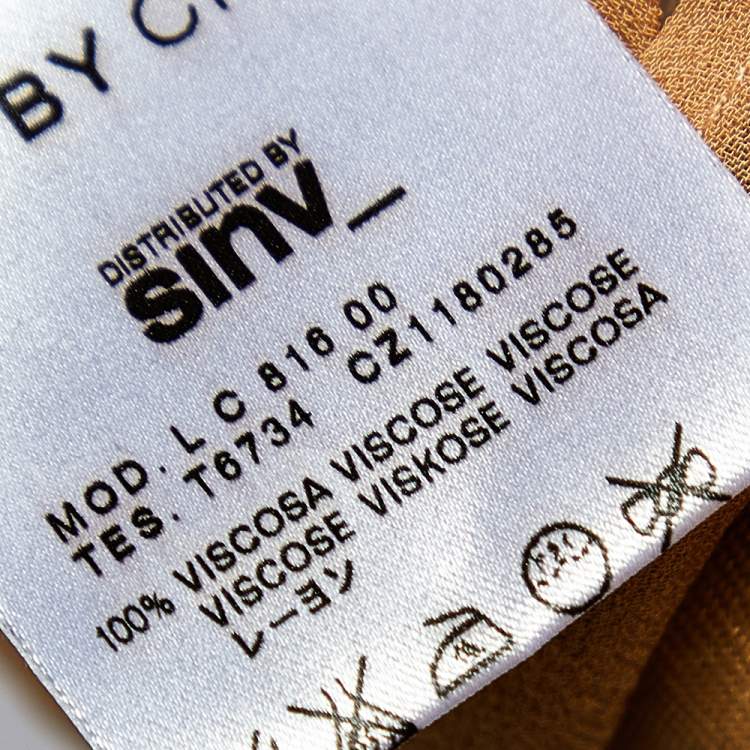 BY
DISTRIBUTED BY
sinv_
MOD. L C 816 00
TES. T6734 CZ1180285
100% VISCOSA VISCOSE VISCOSE
VISCOSE VISKOSE VISCOSA
レーヨン